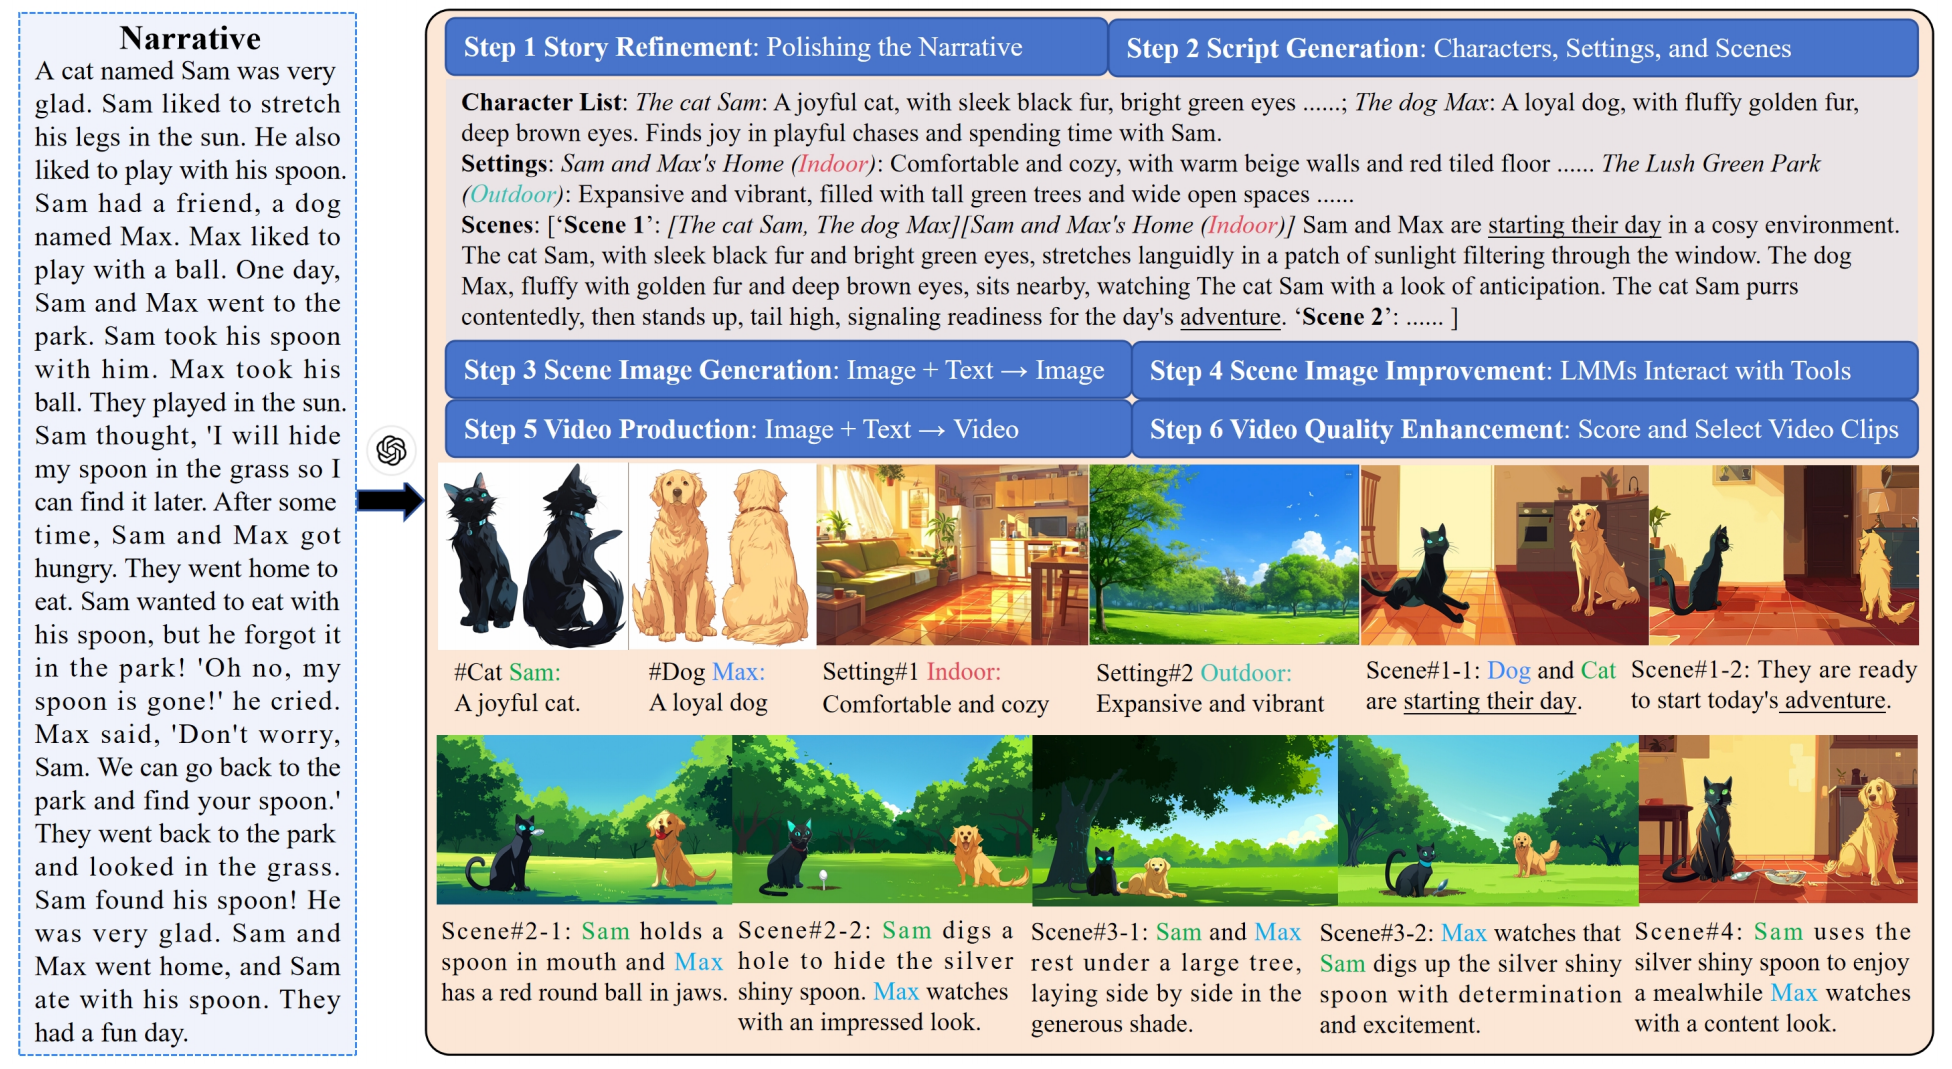 Narrative
A cat named Sam was very
glad. Sam liked to stretch
his legs in the sun. He also
liked to play with his spoon.
Sam had a friend, a dog
named Max. Max liked to
play with a ball. One day,
Sam and Max went to the
park. Sam took his spoon
with him. Max took his
ball. They played in the sun.
Sam thought, 'I will hide
my spoon in the grass so I
can find it later. After some
time, Sam and Max got
hungry. They went home to
eat. Sam wanted to eat with
his spoon, but he forgot it
in the park! 'Oh no, my
spoon is gone!' he cried.
Max said, 'Don't worry,
Sam. We can go back to the
park and find your spoon.'
They went back to the park
and looked in the grass.
Sam found his spoon! He
was very glad. Sam and
Max went home, and Sam
ate with his spoon. They
had a fun day.
Step 1 Story Refinement: Polishing the Narrative
Step 2 Script Generation: Characters, Settings, and Scenes
Character List: The cat Sam: A joyful cat, with sleek black fur, bright green eyes ......; The dog Max: A loyal dog, with fluffy golden fur,
deep brown eyes. Finds joy in playful chases and spending time with Sam.
Settings: Sam and Max's Home (Indoor): Comfortable and cozy, with warm beige walls and red tiled floor ...... The Lush Green Park
(Outdoor): Expansive and vibrant, filled with tall green trees and wide open spaces ......
Scenes: [‘Scene 1’: [The cat Sam, The dog Max][Sam and Max's Home (Indoor)] Sam and Max are starting their day in a cosy environment.
The cat Sam, with sleek black fur and bright green eyes, stretches languidly in a patch of sunlight filtering through the window. The dog
Max, fluffy with golden fur and deep brown eyes, sits nearby, watching The cat Sam with a look of anticipation. The cat Sam purrs
contentedly, then stands up, tail high, signaling readiness for the day's adventure. ‘Scene 2’: ...... ]
Step 3 Scene Image Generation: Image + Text → Image
Step 4 Scene Image Improvement: LMMs Interact with Tools
Step 5 Video Production: Image + Text → Video
Step 6 Video Quality Enhancement: Score and Select Video Clips
#Cat Sam:
A joyful cat.
#Dog Max:
A loyal dog
Setting#1 Indoor:
Comfortable and cozy
Setting#2 Outdoor:
Expansive and vibrant
Scene#1-1: Dog and Cat
are starting their day.
Scene#1-2: They are ready
to start today's adventure.
Scene#2-1: Sam holds a
spoon in mouth and Max
has a red round ball in jaws.
Scene#2-2: Sam digs a
hole to hide the silver
shiny spoon. Max watches
with an impressed look.
Scene#3-1: Sam and Max
rest under a large tree,
laying side by side in the
generous shade.
Scene#3-2: Max watches that
Sam digs up the silver shiny
spoon with determination
and excitement.
Scene#4: Sam uses the
silver shiny spoon to enjoy
a mealwhile Max watches
with a content look.